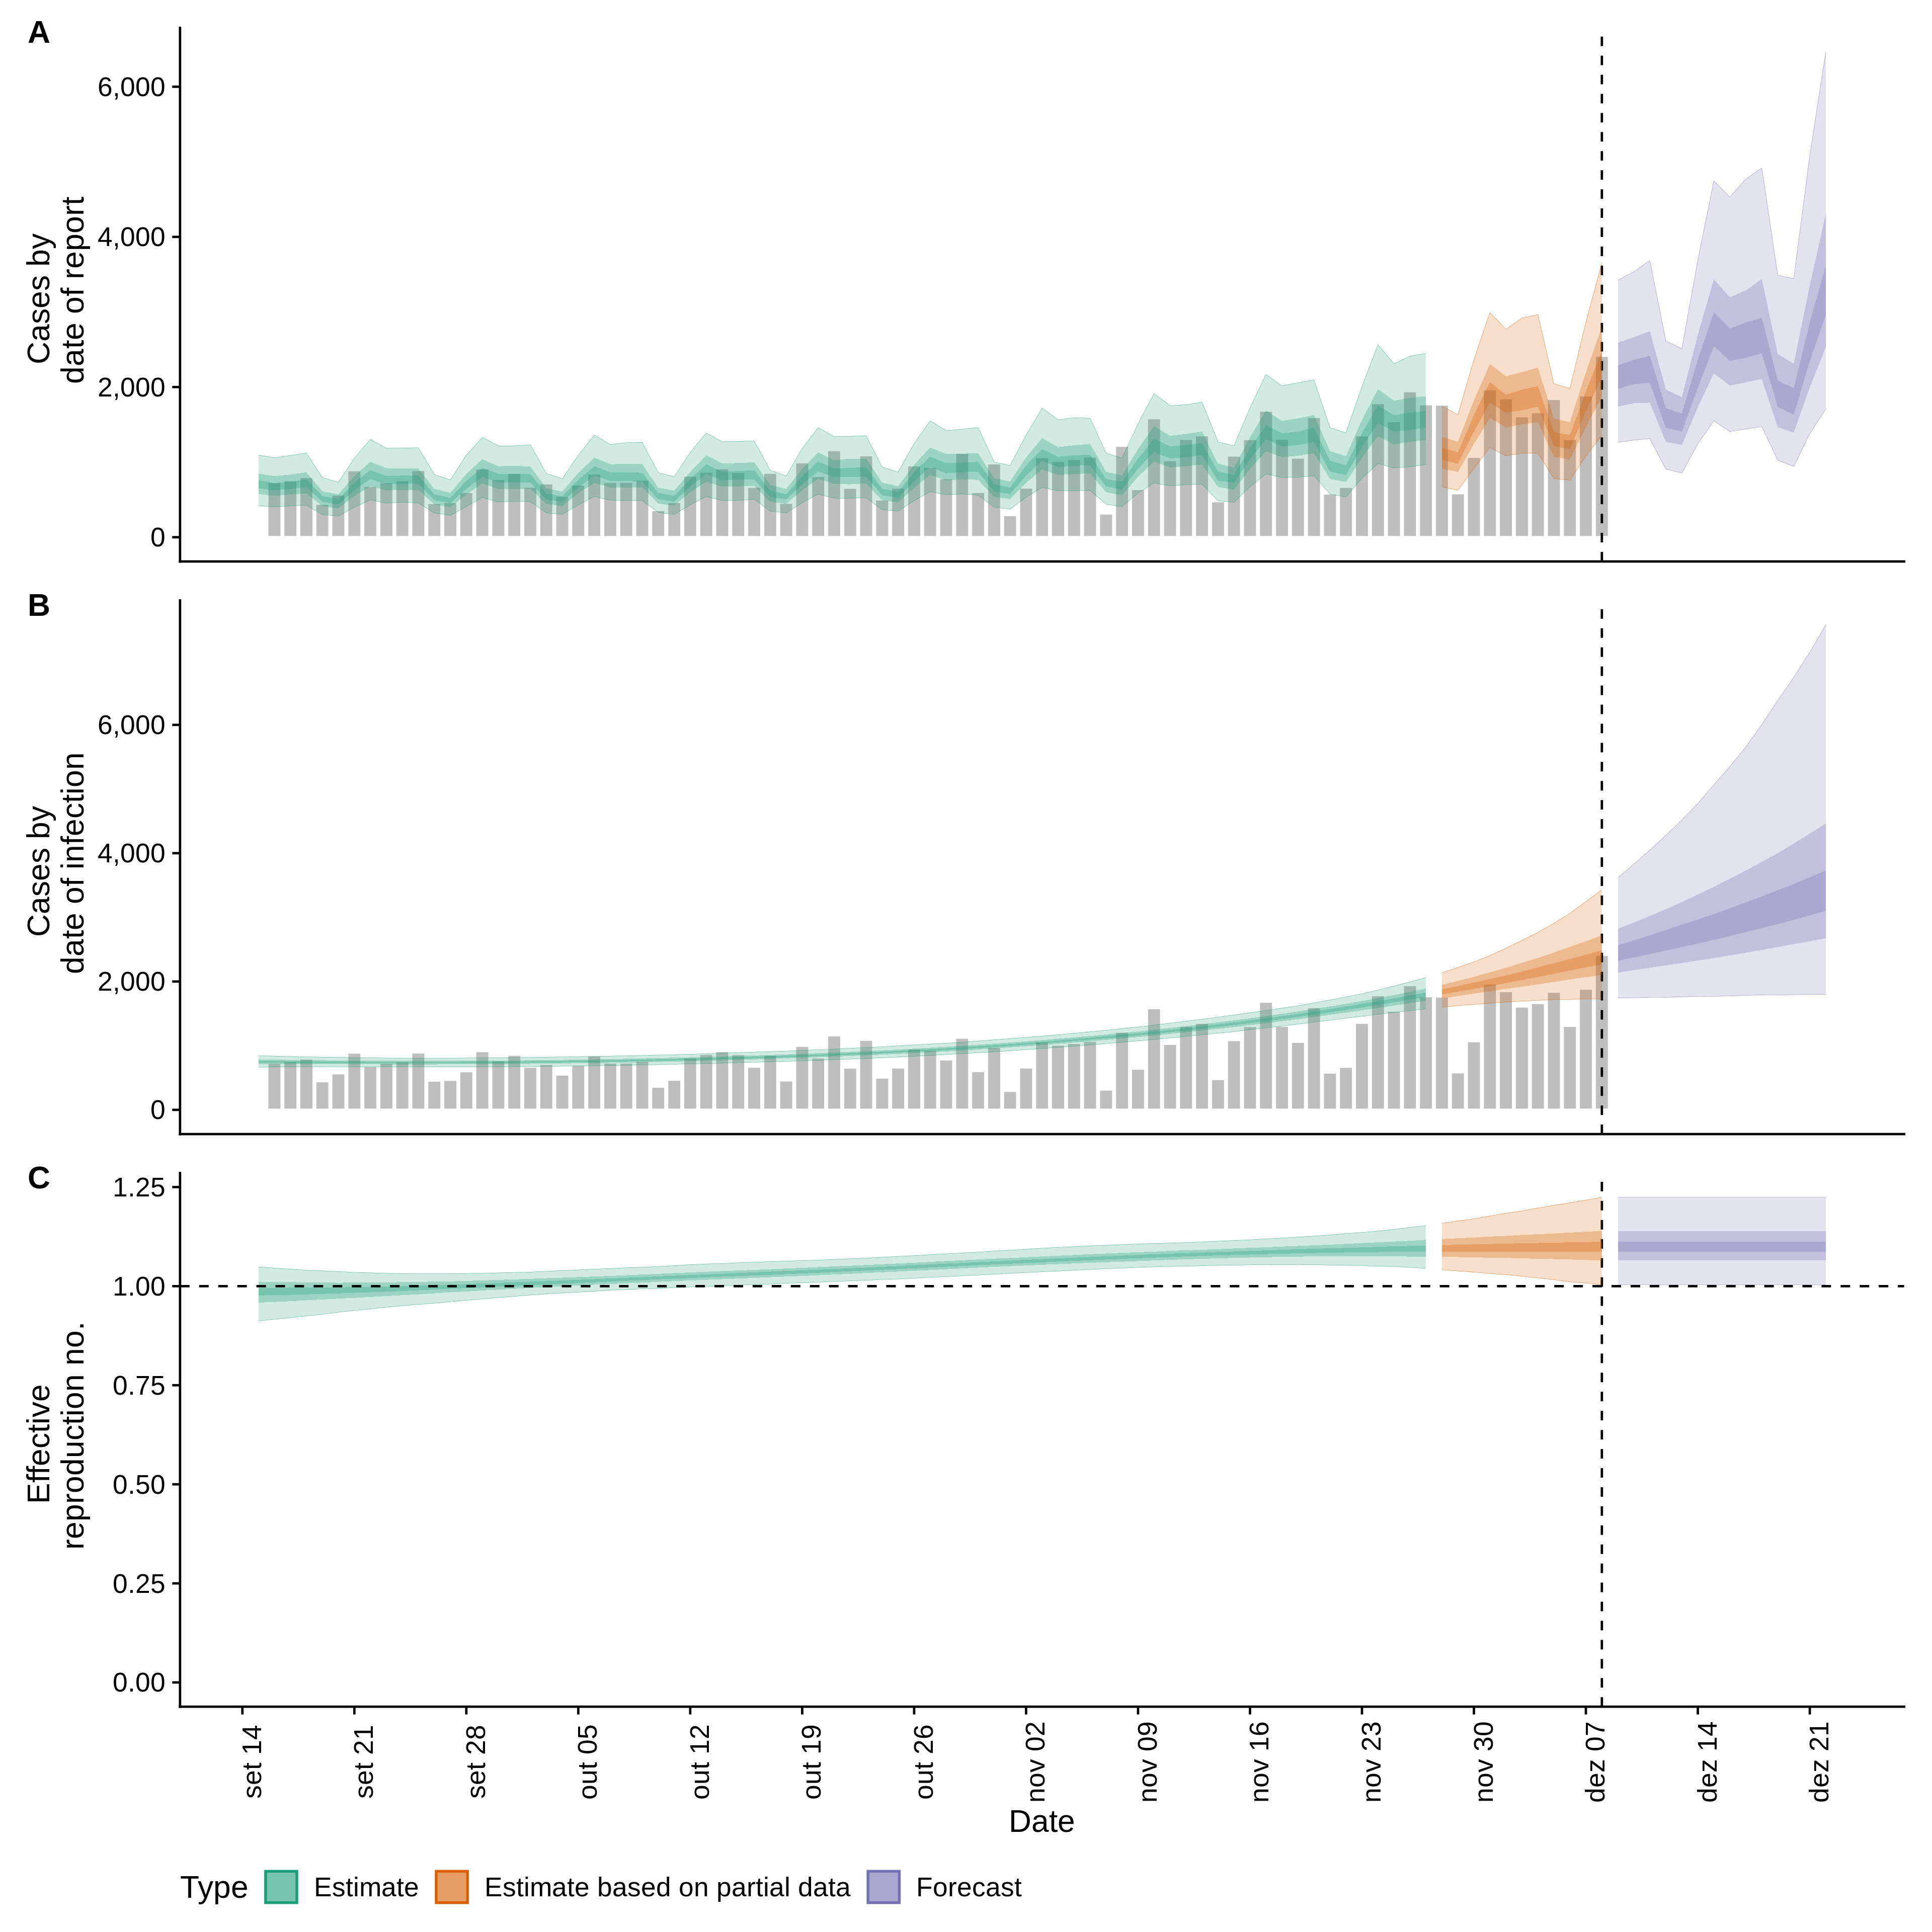 A
6,000
4,000
2,000
0
Cases by
date of report
B
6,000
4,000
2,000
0
Cases by
date of infection
C
1.25
1.00
0.75
0.50
0.25
0.00
Effective
reproduction no.
set 14
set 21
set 28
out 05
out 12
out 19
out 26
nov 02
nov 09
nov 16
nov 23
nov 30
dez 07
dez 14
dez 21
Date
Type Estimate Estimate based on partial data Forecast